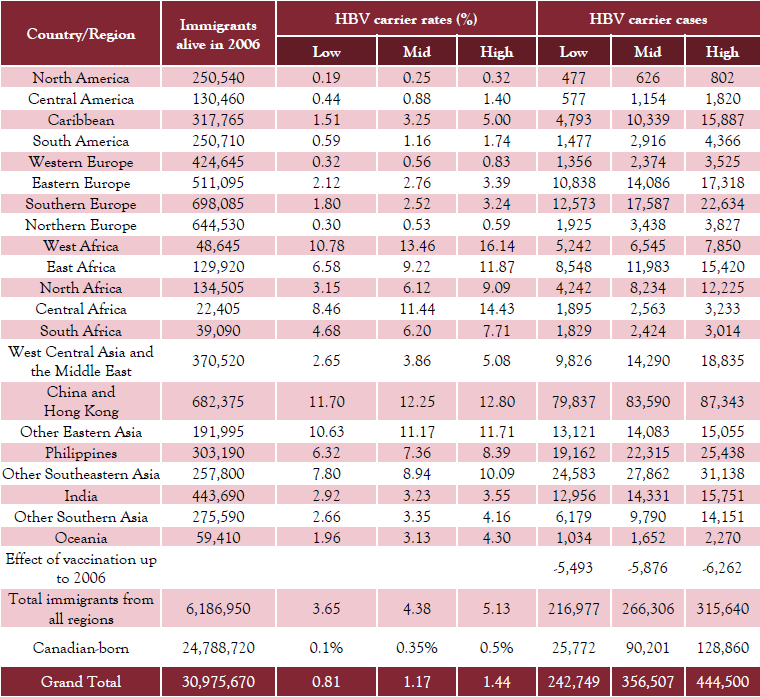 Country/Region Immigrants alive in 2006 HBV carrier rates (%) HBV carrier cases
Low Mid High Low Mid High
North America 250,540 0.19 0.25 0.32 477 626 802
Central America 130,460 0.44 0.88 1.40 577 1,154 1,820
Caribbean 317,765 1.51 3.25 5.00 4,793 10,339 15,887
South America 250,710 0.59 1.16 1.74 1,477 2,916 4,366
Western Europe 424,645 0.32 0.56 0.83 1,356 2,374 3,525
Eastern Europe 511,095 2.12 2.76 3.39 10,838 14,086 17,318
Southern Europe 698,085 1.80 2.52 3.24 12,573 17,587 22,634
Northern Europe 644,530 0.30 0.53 0.59 1,925 3,438 3,827
West Africa 48,645 10.78 13.46 16.14 5,242 6,545 7,850
East Africa 129,920 6.58 9.22 11.87 8,548 11,983 15,420
North Africa 134,505 3.15 6.12 9.09 4,242 8,234 12,225
Central Africa 22,405 8.46 11.44 14.43 1,895 2,563 3,233
South Africa 39,090 4.68 6.20 7.71 1,829 2,424 3,014
West Central Asia and
the Middle East 370,520 2.65 3.86 5.08 9,826 14,290 18,835
China and
Hong Kong 682,375 11.70 12.25 12.80 79,837 83,590 87,343
Other Eastern Asia 191,995 10.63 11.17 11.71 13,121 14,083 15,055
Philippines 303,190 6.32 7.36 8.39 19,162 22,315 25,438
Other Southeastern Asia 257,800 7.80 8.94 10.09 24,583 27,862 31,138
India 443,690 2.92 3.23 3.55 12,956 14,331 15,751
Other Southern Asia 275,590 2.66 3.35 4.16 6,179 9,790 14,151
Oceania 59,410 1.96 3.13 4.30 1,034 1,652 2,270
Effect of vaccination up
to 2006 -5,493 -5,876 -6,262
Total immigrants from
all regions 6,186,950 3.65 4.38 5.13 216,977 266,306 315,640
Canadian-born 24,788,720 0.1% 0.35% 0.5% 25,772 90,201 128,860
Grand Total 30,975,670 0.81 1.17 1.44 242,749 356,507 444,500